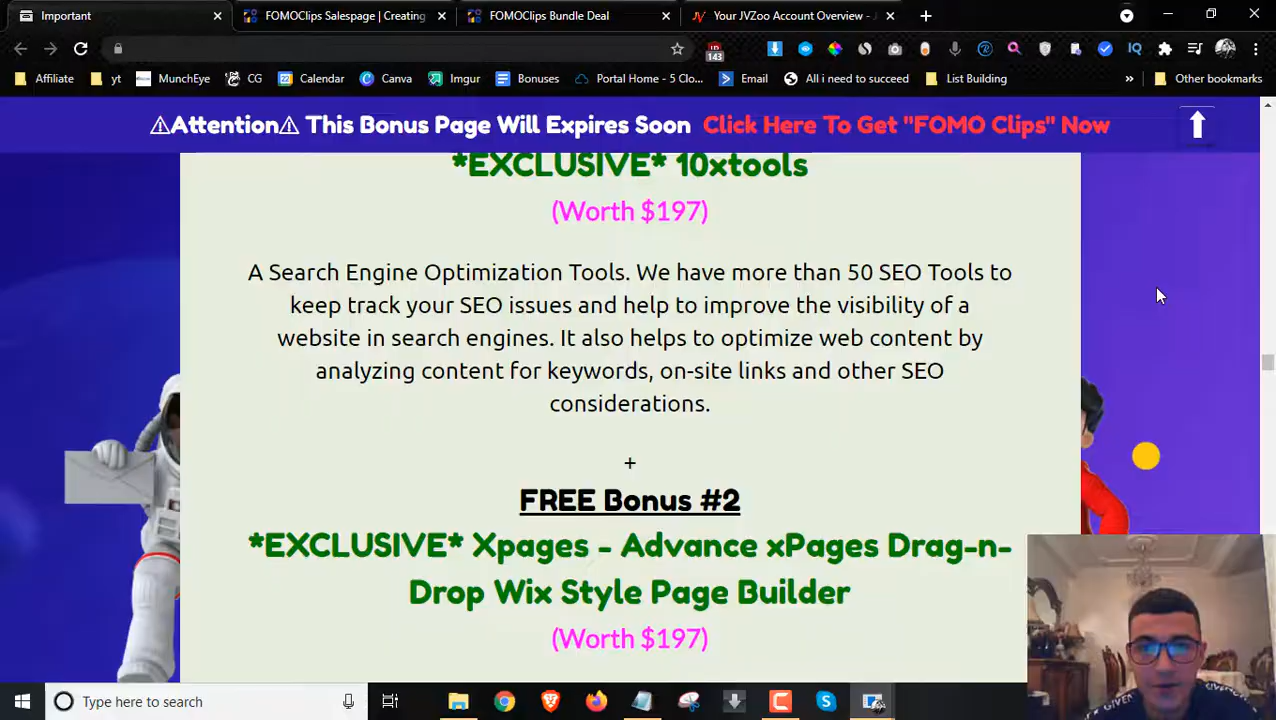 Important
FOMOClips Salespage | Creating
FOMOClips Bundle Deal
Your JVZoo Account Overview -
143
IQ
Affiliate
yt
MunchEye
CG
Calendar
Canva
Imgur
Bonuses
Portal Home - 5 Clo...
Email
All i need to succeed
List Building
»
Other bookmarks
⚠Attention⚠ This Bonus Page Will Expires Soon Click Here To Get "FOMO Clips" Now
*EXCLUSIVE* 10xtools
(Worth $197)
A Search Engine Optimization Tools. We have more than 50 SEO Tools to
keep track your SEO issues and help to improve the visibility of a
website in search engines. It also helps to optimize web content by
analyzing content for keywords, on-site links and other SEO
considerations.
+
FREE Bonus #2
*EXCLUSIVE* Xpages - Advance xPages Drag-n-
Drop Wix Style Page Builder
(Worth $197)
Type here to search